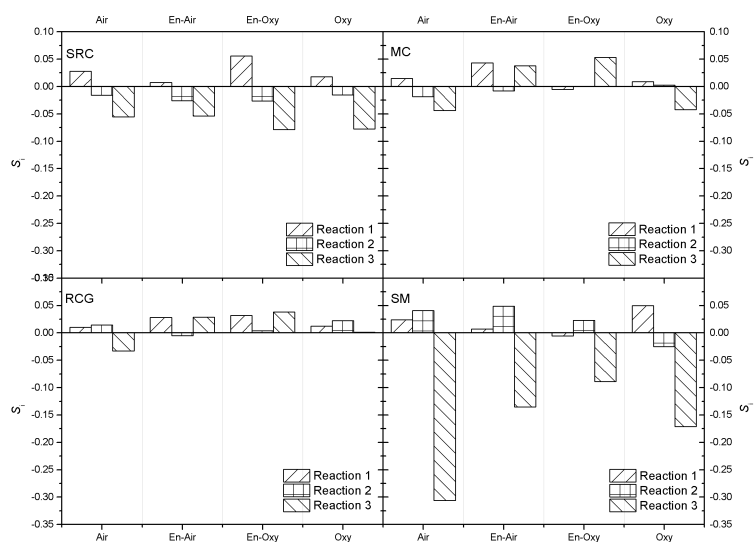 Air En-Air En-Oxy Oxy Air En-Air En-Oxy Oxy
0.10 0.10
SRC MC
0.05 0.05
0.00 0.00
-0.05 -0.05
-0.10 -0.10
-0.15 -0.15
S_i S_i
-0.20 -0.20
-0.25 -0.25
Reaction 1 Reaction 1
Reaction 2 Reaction 2
Reaction 3 Reaction 3
-0.30 -0.30
RCG SM
0.05 0.05
0.00 0.00
-0.05 -0.05
-0.10 -0.10
-0.15 -0.15
S_i S_i
-0.20 -0.20
-0.25 -0.25
Reaction 1 Reaction 1
Reaction 2 Reaction 2
Reaction 3 Reaction 3
-0.30 -0.30
-0.35 -0.35
Air En-Air En-Oxy Oxy Air En-Air En-Oxy Oxy